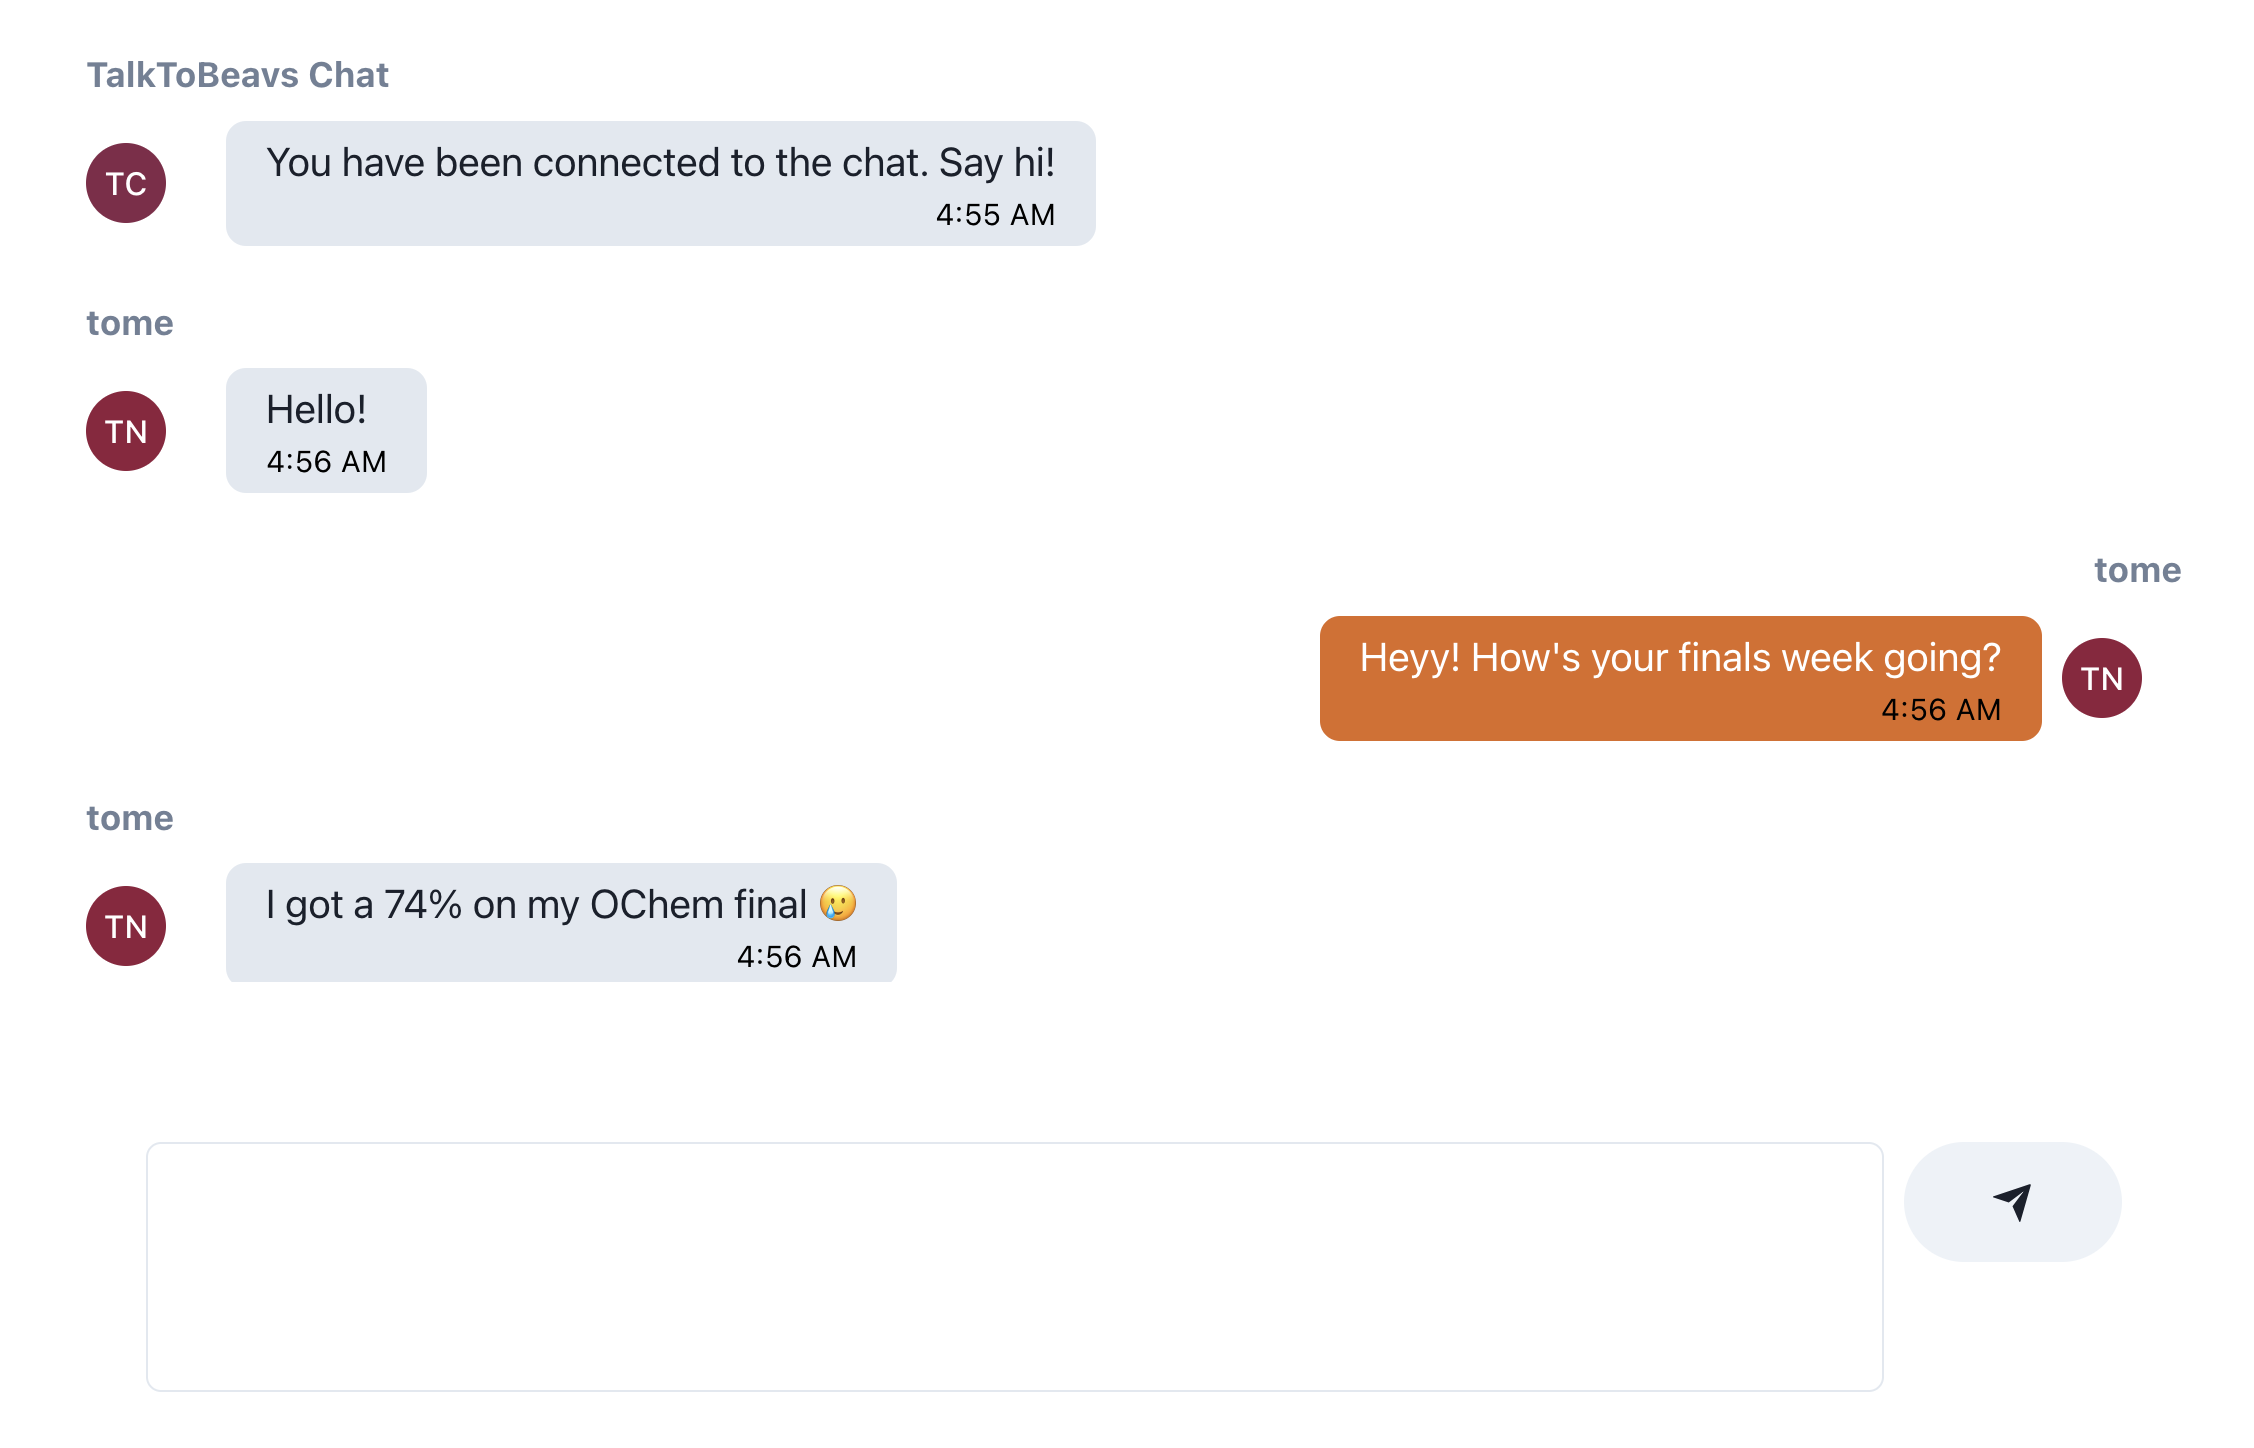 TalkToBeavs Chat
TC
You have been connected to the chat. Say hi!
4:55 AM
tome
TN
Hello!
4:56 AM
tome
Heyy! How's your finals week going?
4:56 AM
TN
tome
TN
I got a 74% on my OChem final 🥲
4:56 AM